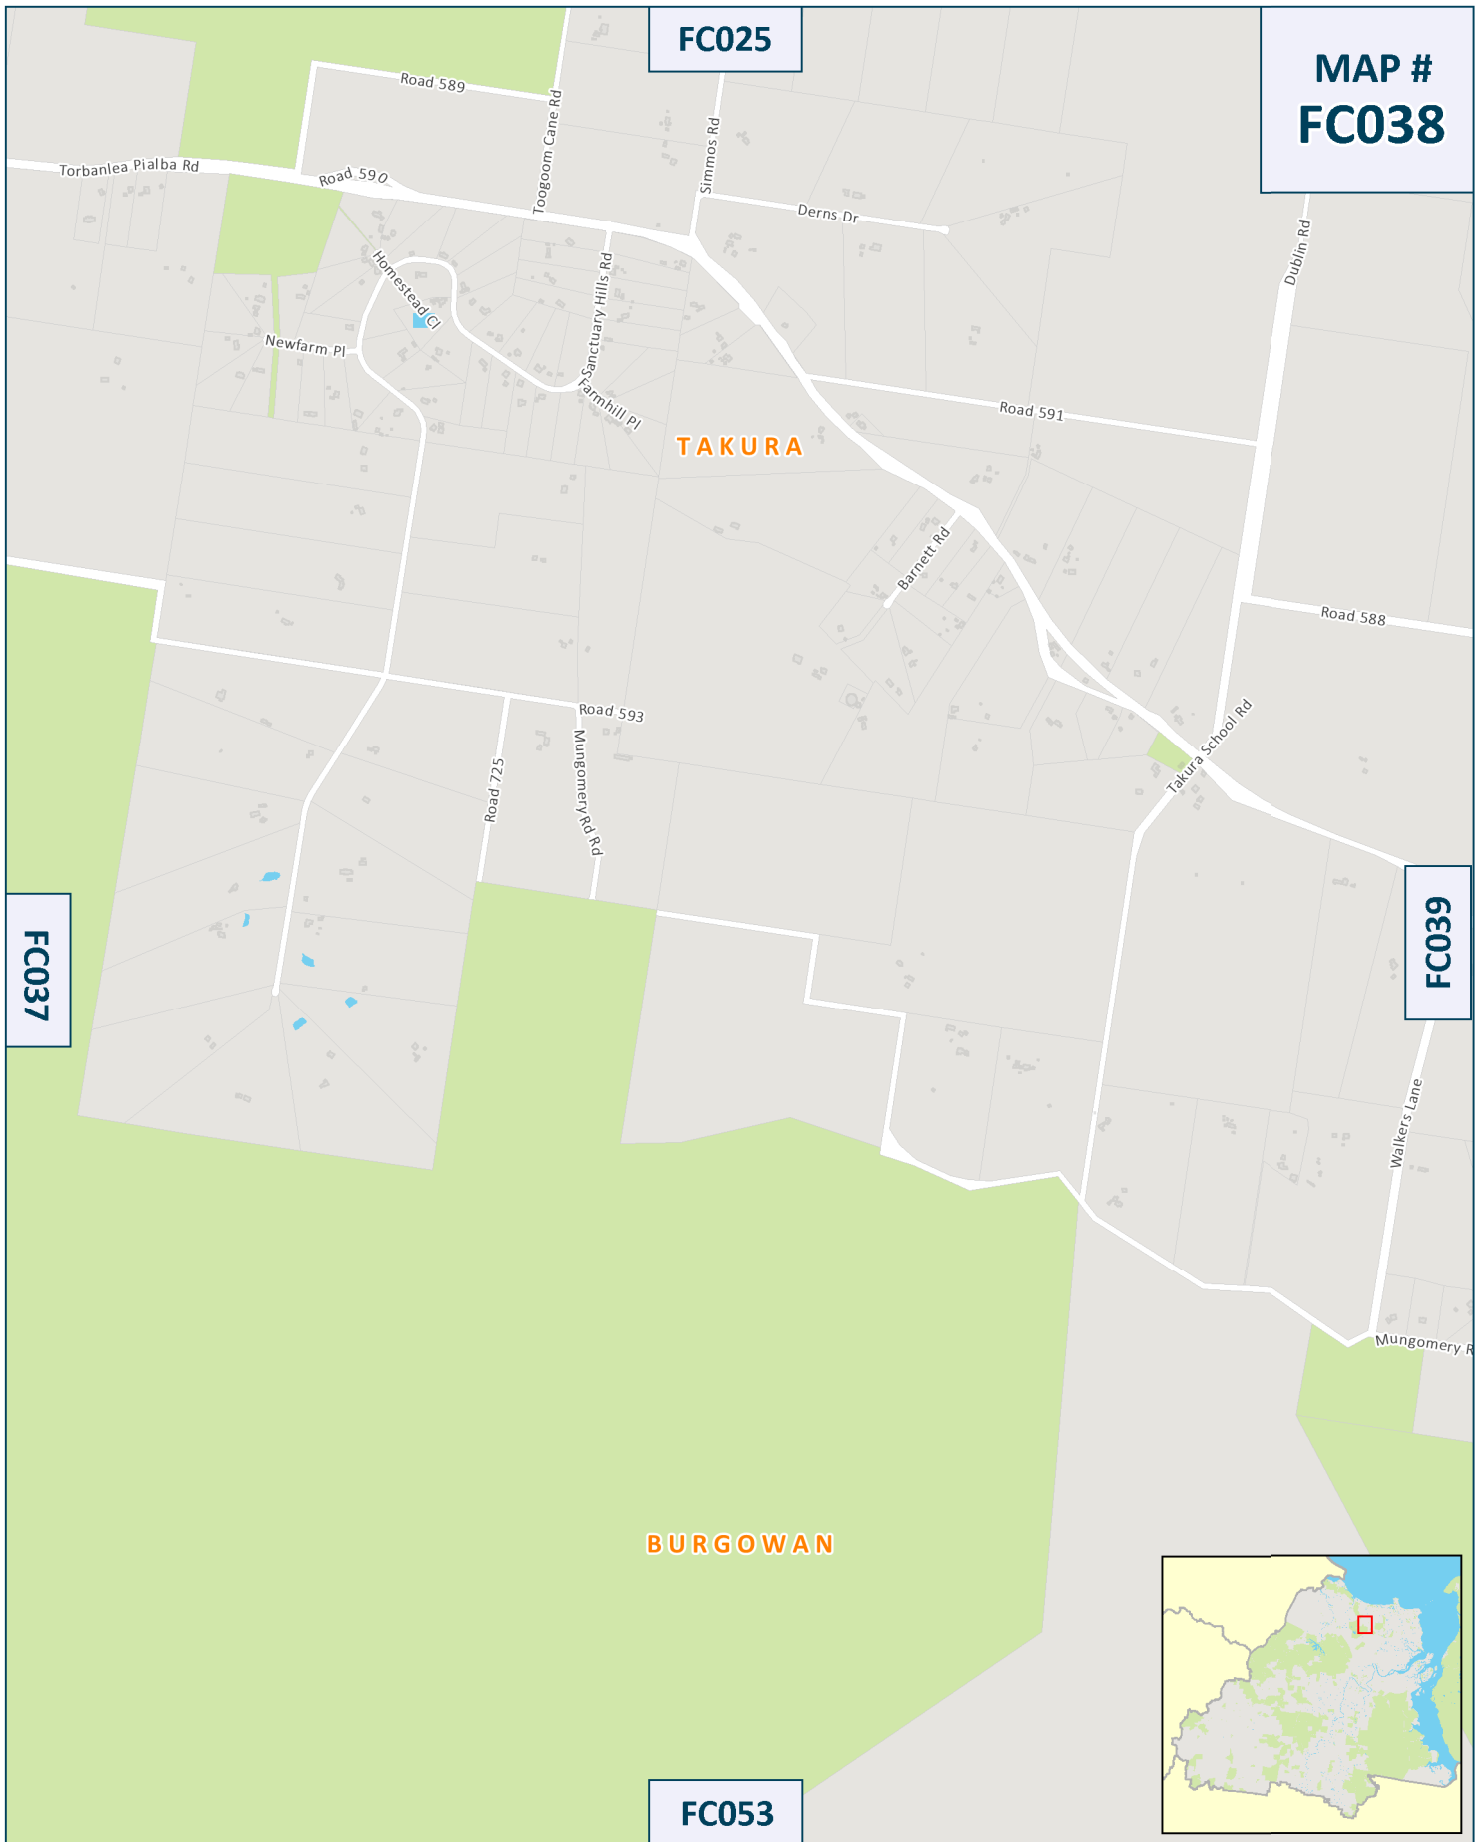 FC025
MAP #
FC038
Road 589
Toogoom Cane Rd
Simmos Rd
Torbanlea Pialba Rd
Road 590
Derns Dr
Dublin Rd
Homestead Cl
Sanctuary Hills Rd
Newfarm Pl
Farmhill Pl
Road 591
TAKURA
Barnett Rd
Road 588
Road 593
Takura School Rd
Road 725
Mungomery Rd Rd
FC037
FC039
Walkers Lane
Mungomery R
BURGOWAN
FC053